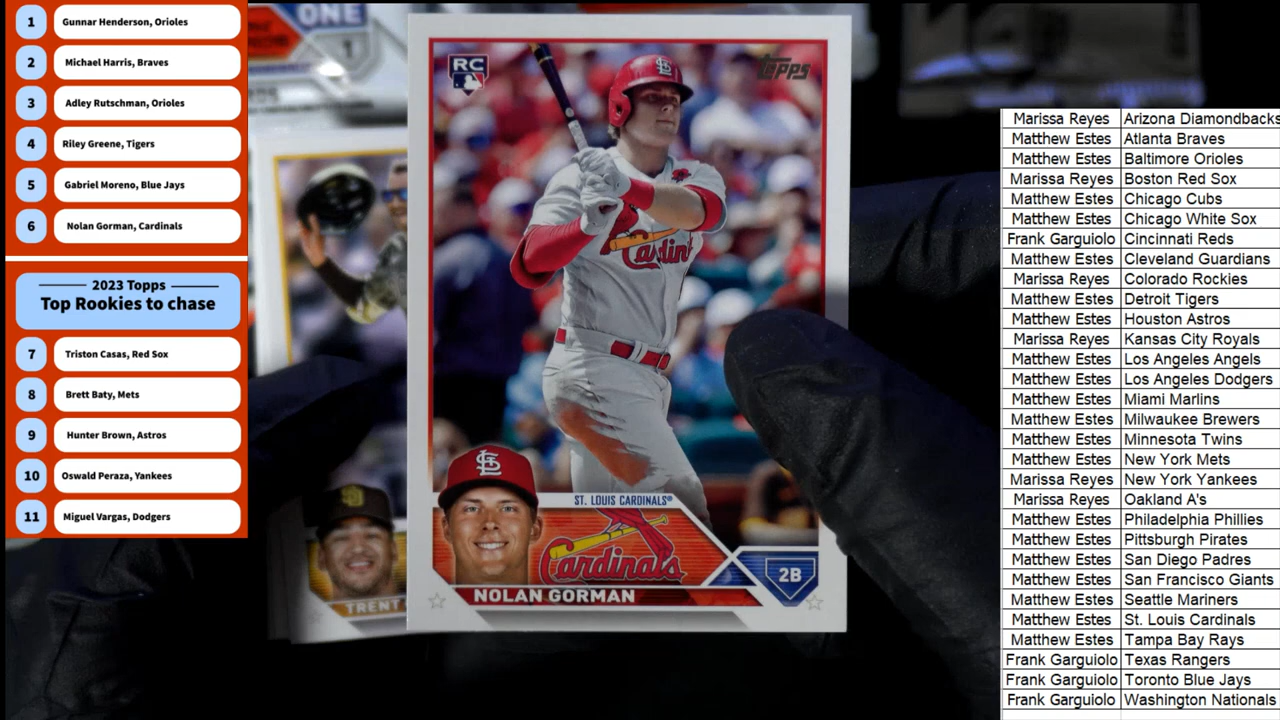 1 Gunnar Henderson, Orioles
2 Michael Harris, Braves
3 Adley Rutschman, Orioles
4 Riley Greene, Tigers
5 Gabriel Moreno, Blue Jays
6 Nolan Gorman, Cardinals
2023 Topps
Top Rookies to chase
7 Triston Casas, Red Sox
8 Brett Baty, Mets
9 Hunter Brown, Astros
10 Oswald Peraza, Yankees
11 Miguel Vargas, Dodgers
ONE
1
RC
topps
Cardinals
ST. LOUIS CARDINALS®
Cardinals
2B
NOLAN GORMAN
TRENT
Marissa Reyes Arizona Diamondbacks
Matthew Estes Atlanta Braves
Matthew Estes Baltimore Orioles
Marissa Reyes Boston Red Sox
Matthew Estes Chicago Cubs
Matthew Estes Chicago White Sox
Frank Garguiolo Cincinnati Reds
Matthew Estes Cleveland Guardians
Marissa Reyes Colorado Rockies
Matthew Estes Detroit Tigers
Matthew Estes Houston Astros
Marissa Reyes Kansas City Royals
Matthew Estes Los Angeles Angels
Matthew Estes Los Angeles Dodgers
Matthew Estes Miami Marlins
Matthew Estes Milwaukee Brewers
Matthew Estes Minnesota Twins
Matthew Estes New York Mets
Marissa Reyes New York Yankees
Marissa Reyes Oakland A's
Matthew Estes Philadelphia Phillies
Matthew Estes Pittsburgh Pirates
Matthew Estes San Diego Padres
Matthew Estes San Francisco Giants
Matthew Estes Seattle Mariners
Matthew Estes St. Louis Cardinals
Matthew Estes Tampa Bay Rays
Frank Garguiolo Texas Rangers
Frank Garguiolo Toronto Blue Jays
Frank Garguiolo Washington Nationals